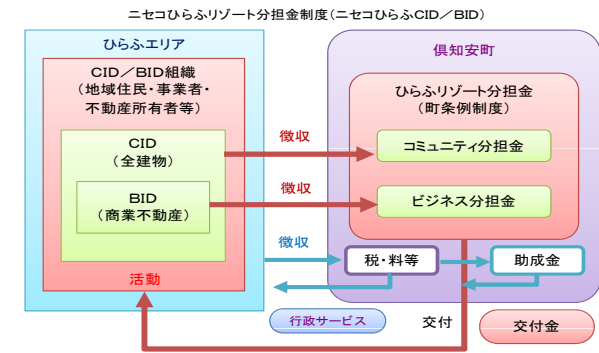 ニセコひらふリゾート分担金制度(ニセコひらふCID/BID)
ひらふエリア
CID/BID組織
(地域住民・事業者・
不動産所有者等)
CID
(全建物)
BID
(商業不動産)
活動
徴収
徴収
徴収
倶知安町
ひらふリゾート分担金
(町条例制度)
コミュニティ分担金
ビジネス分担金
税・料等
助成金
行政サービス
交付
交付金